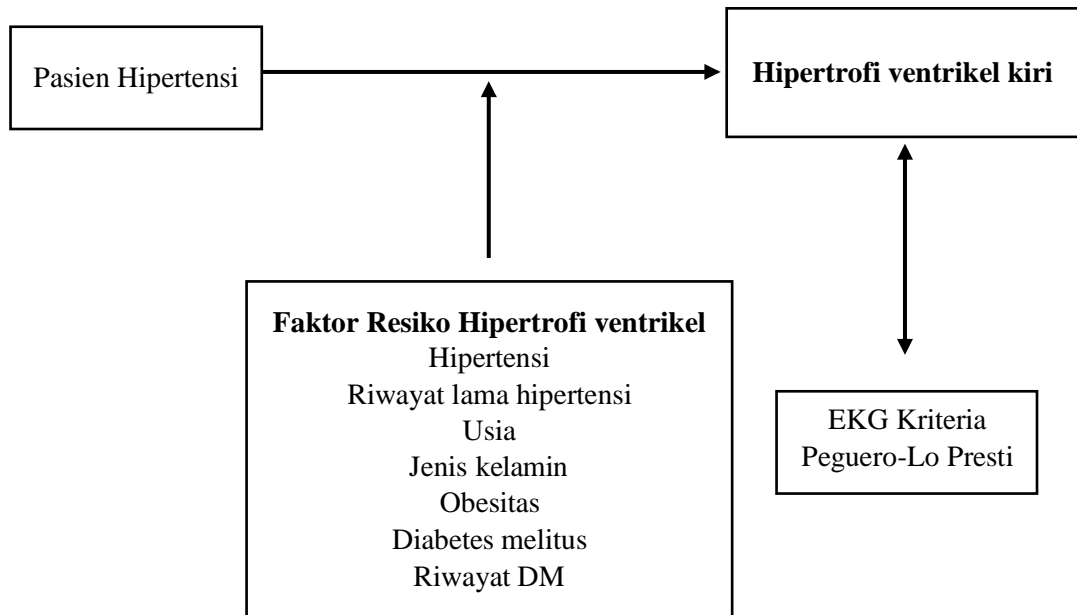 Pasien Hipertensi
Hipertrofi ventrikel kiri
Faktor Resiko Hipertrofi ventrikel
Hipertensi
Riwayat lama hipertensi
Usia
Jenis kelamin
Obesitas
Diabetes melitus
Riwayat DM
EKG Kriteria
Peguero-Lo Presti